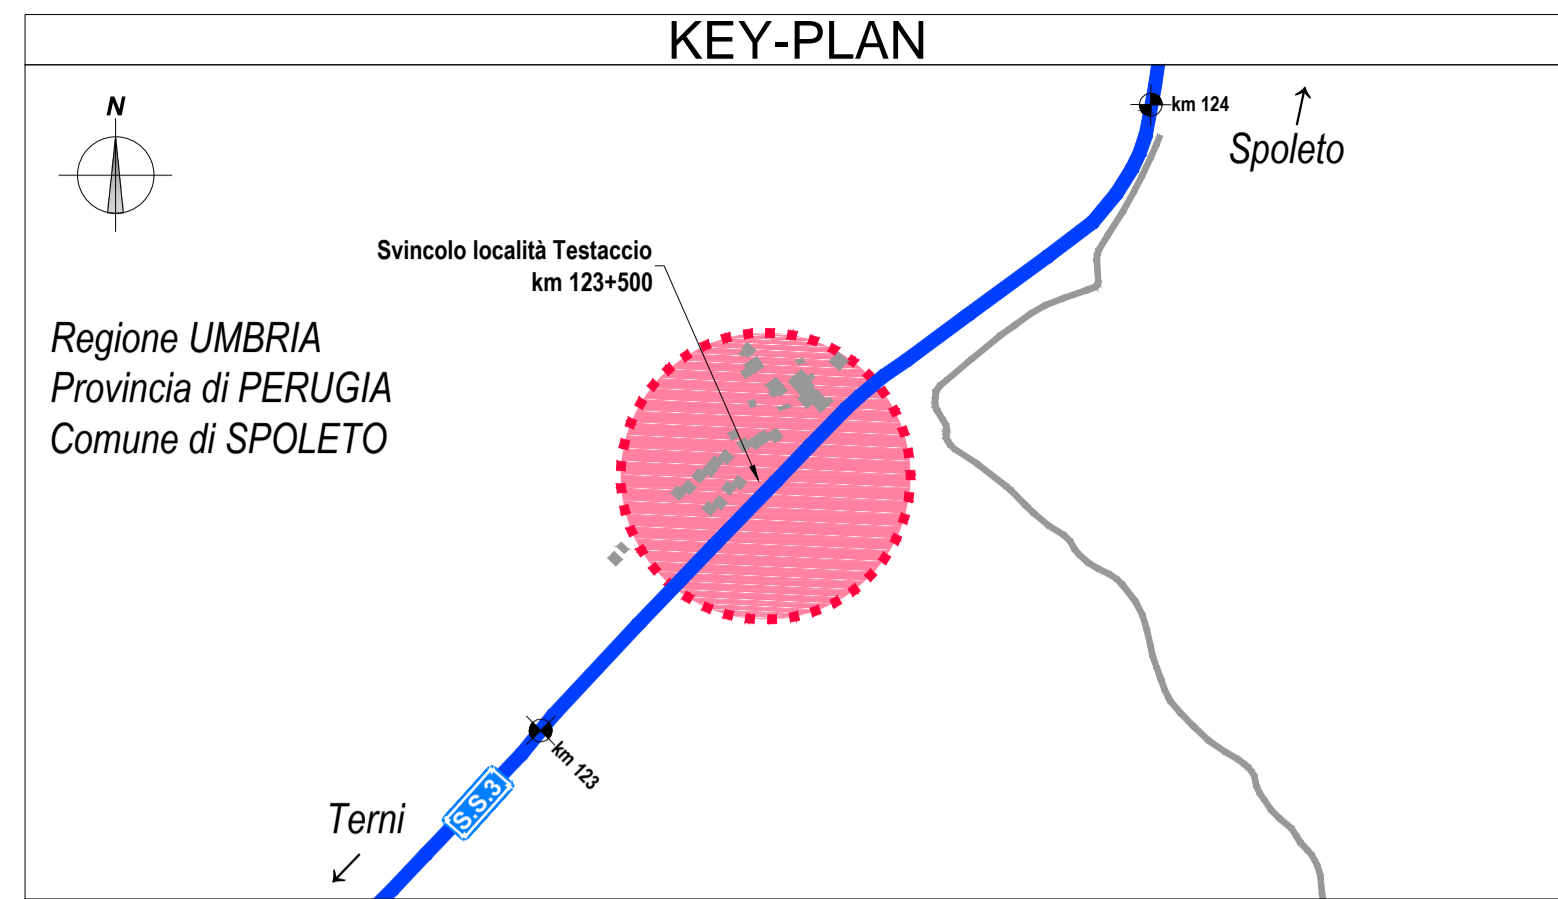 KEY-PLAN
N
km 124
Spoleto
Svincolo località Testaccio
km 123+500
Regione UMBRIA
Provincia di PERUGIA
Comune di SPOLETO
km 123
S.S.3
Terni